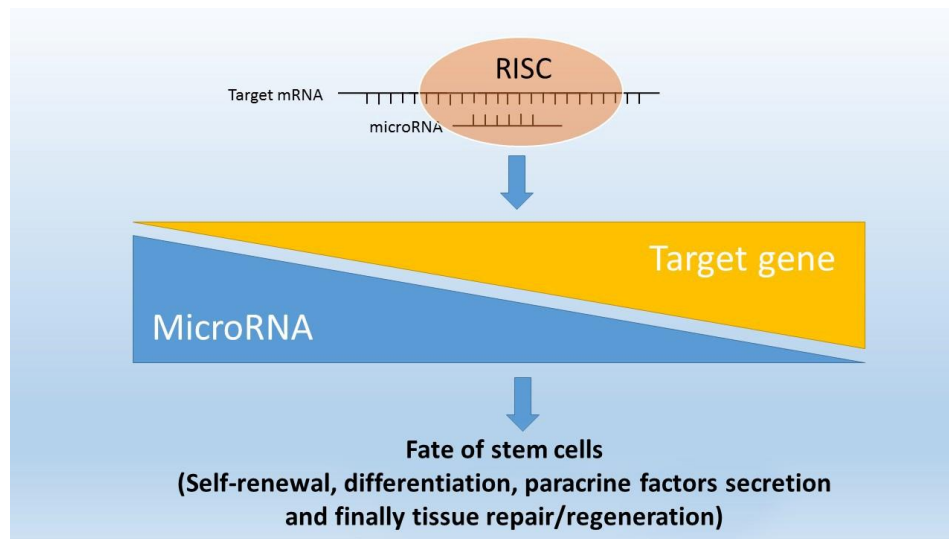 RISC
Target mRNA
microRNA
Target gene
MicroRNA
Fate of stem cells
(Self-renewal, differentiation, paracrine factors secretion
and finally tissue repair/regeneration)